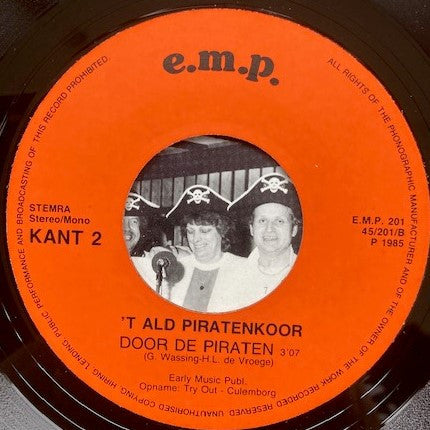 e.m.p.
UNAUTHORISED COPYING, HIRING, LENDING, PUBLIC PERFORMANCE AND BROADCASTING OF THIS RECORD PROHIBITED.
ALL RIGHTS OF THE PHONOGRAPHIC MANUFACTURER AND OF THE OWNER OF THE WORK RECORDED RESERVED
STEMRA
Stereo/Mono
KANT 2
E.M.P. 201
45/201/B
P 1985
'T ALD PIRATENKOOR
DOOR DE PIRATEN 3'07
(G. Wassing-H.L. de Vroege)
Early Music Publ.
Opname: Try Out - Culemborg